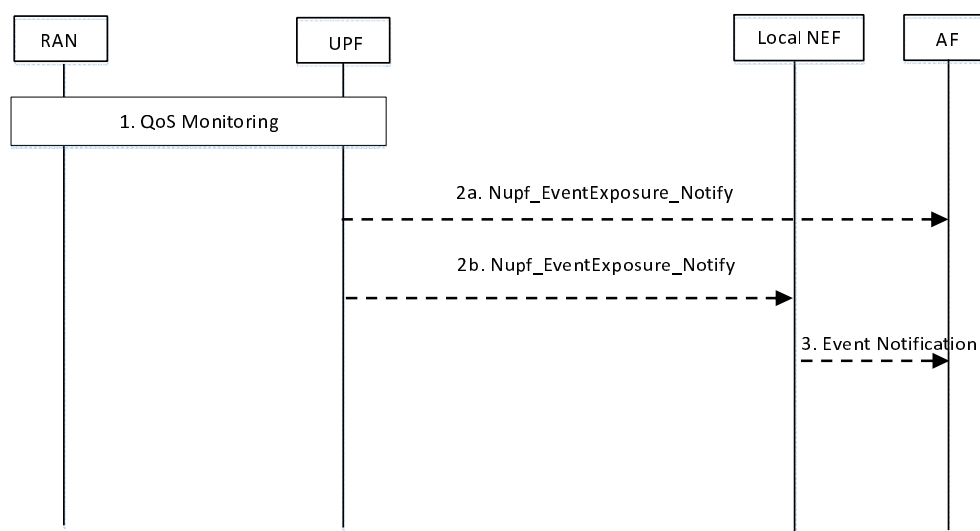 RAN
UPF
Local NEF
AF
1. QoS Monitoring
2a. Nupf_EventExposure_Notify
2b. Nupf_EventExposure_Notify
3. Event Notification